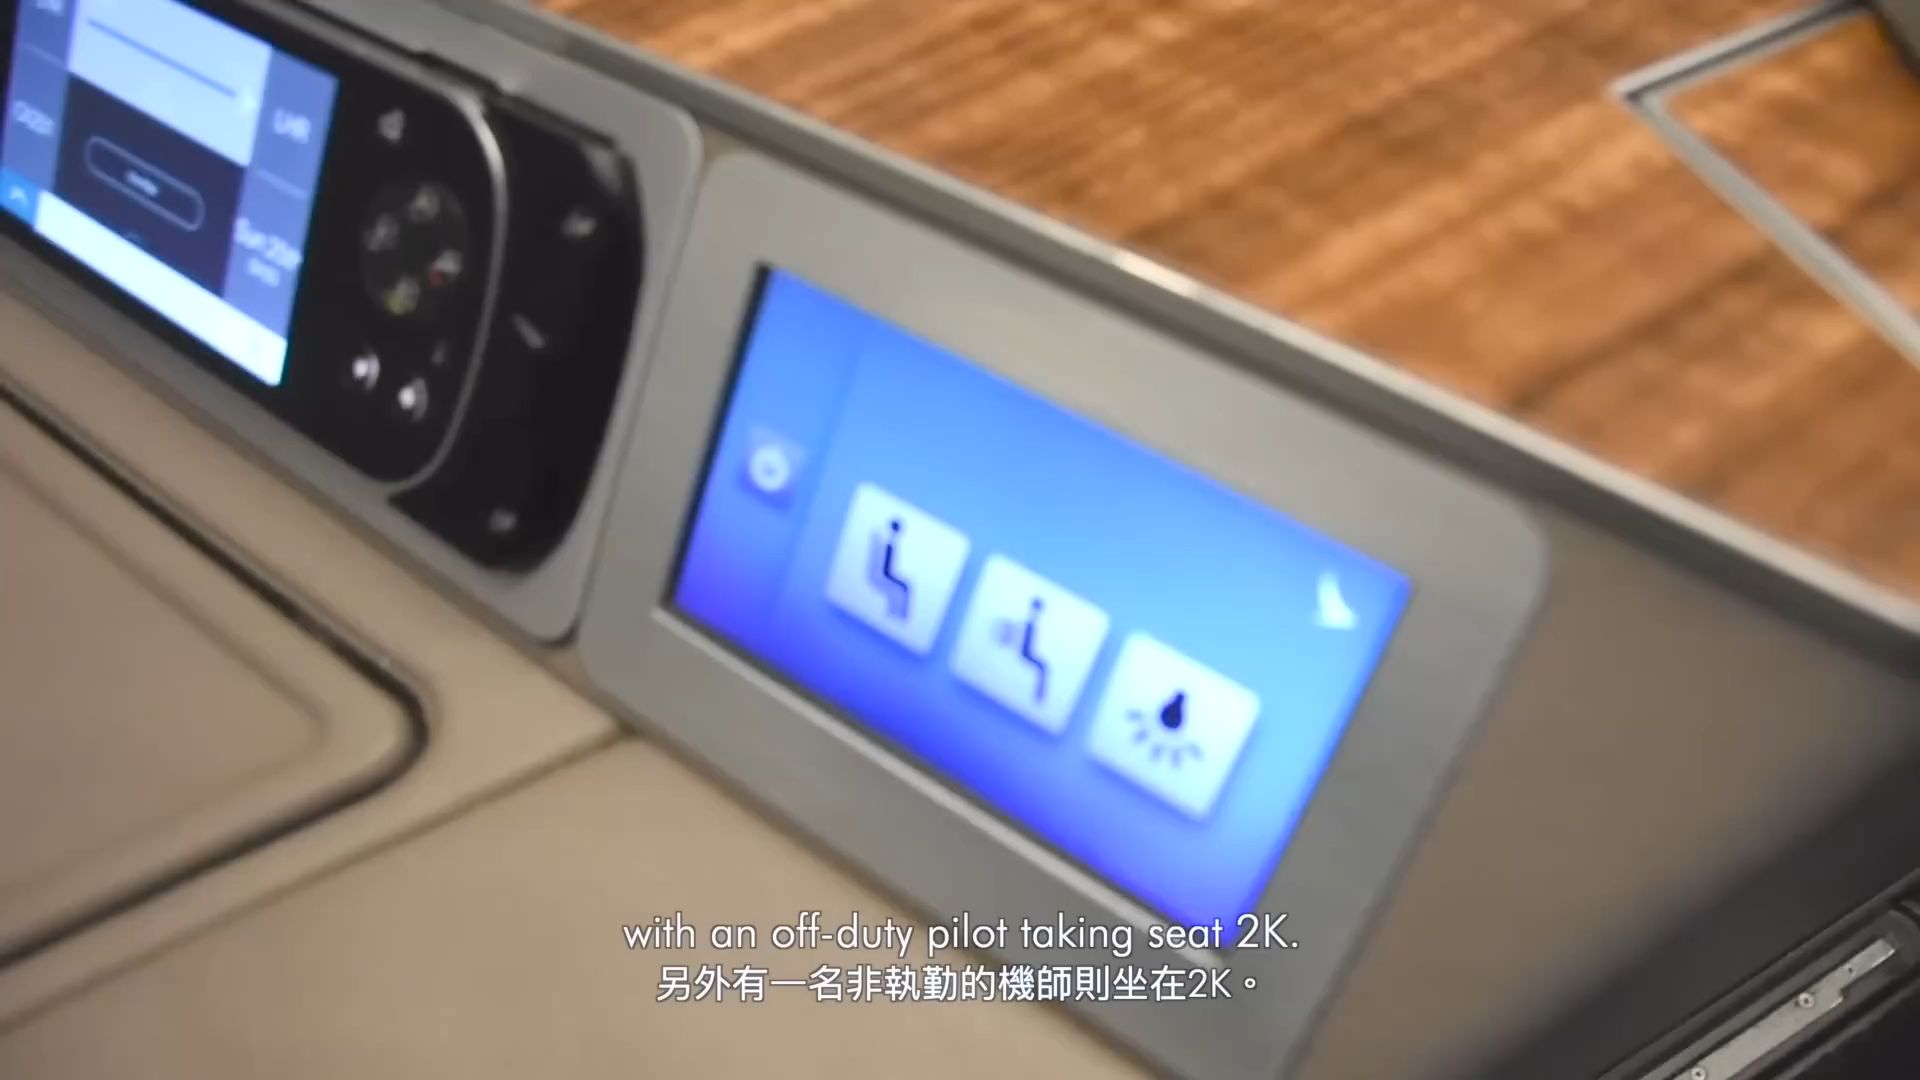 LHR
with an off-duty pilot taking seat 2K.
另外有一名非執勤的機師則坐在2K。